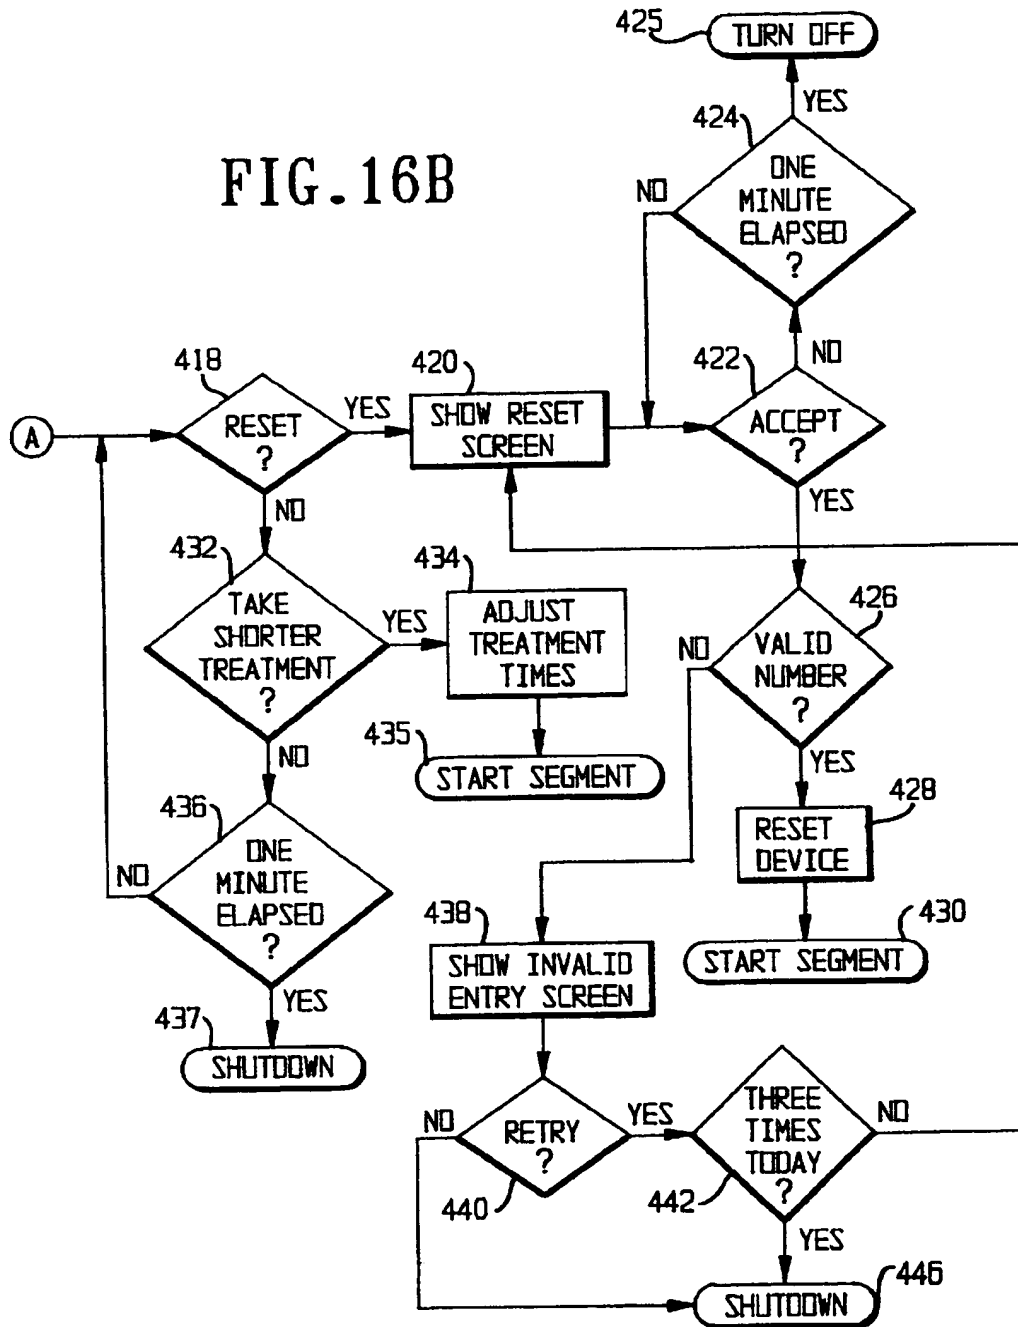 425
TURN OFF
YES
424
ONE
MINUTE
ELAPSED
?
NO
FIG.16B
NO
422
ACCEPT
?
YES
418
RESET
?
YES
420
SHOW RESET
SCREEN
A
NO
432
TAKE
SHORTER
TREATMENT
?
YES
434
ADJUST
TREATMENT
TIMES
435
START SEGMENT
426
VALID
NUMBER
?
NO
YES
428
RESET
DEVICE
430
START SEGMENT
NO
436
ONE
MINUTE
ELAPSED
?
NO
YES
437
SHUTDOWN
438
SHOW INVALID
ENTRY SCREEN
NO
RETRY
?
440
YES
THREE
TIMES
TODAY
?
442
NO
YES
446
SHUTDOWN